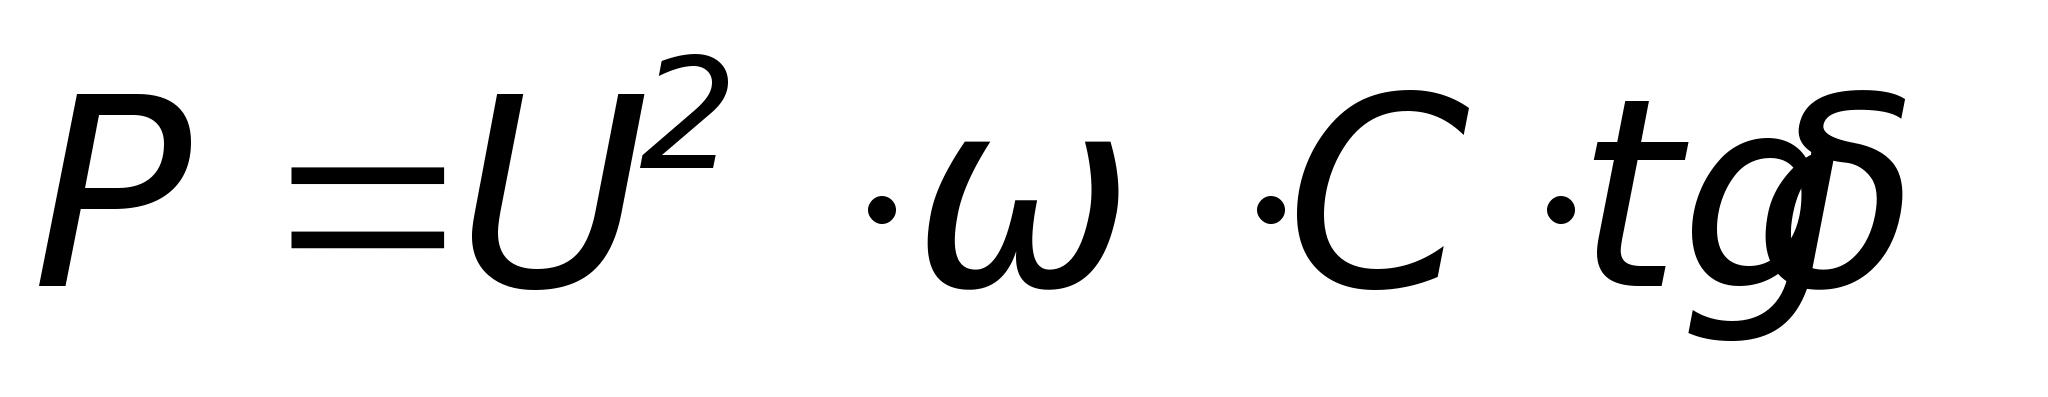 P = U² · ω · C · tgδ